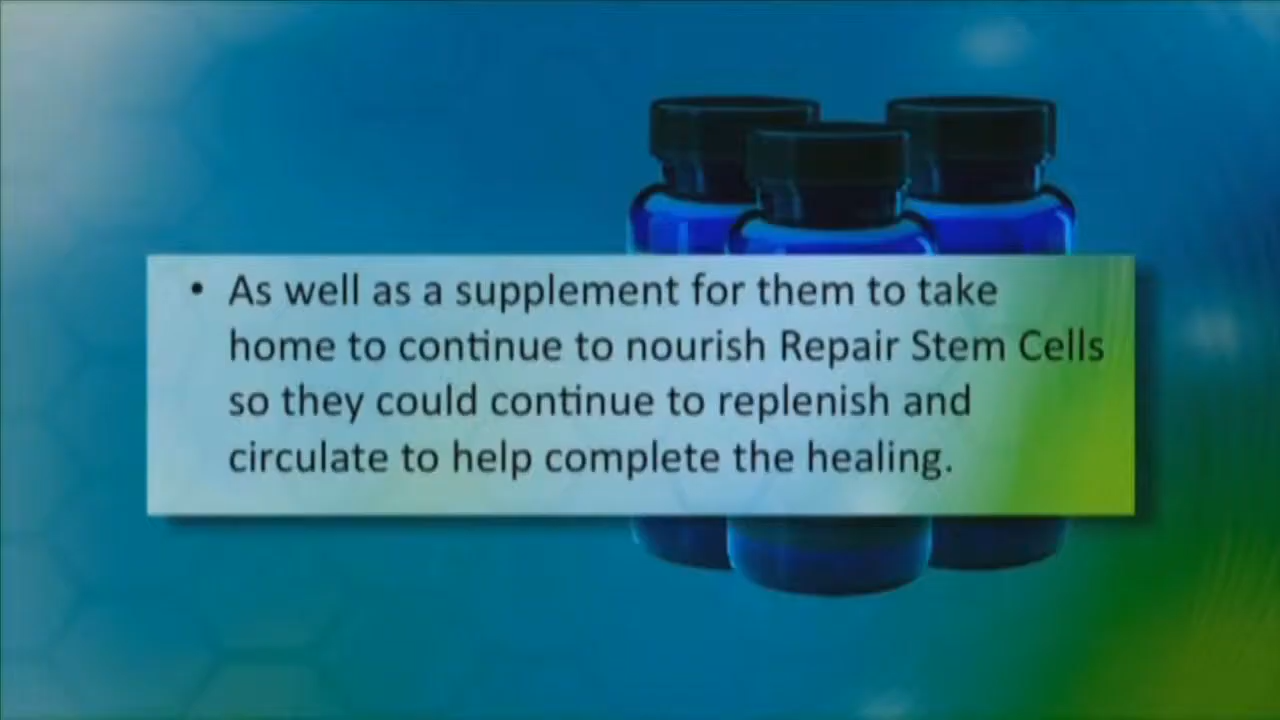 • As well as a supplement for them to take
home to continue to nourish Repair Stem Cells
so they could continue to replenish and
circulate to help complete the healing.